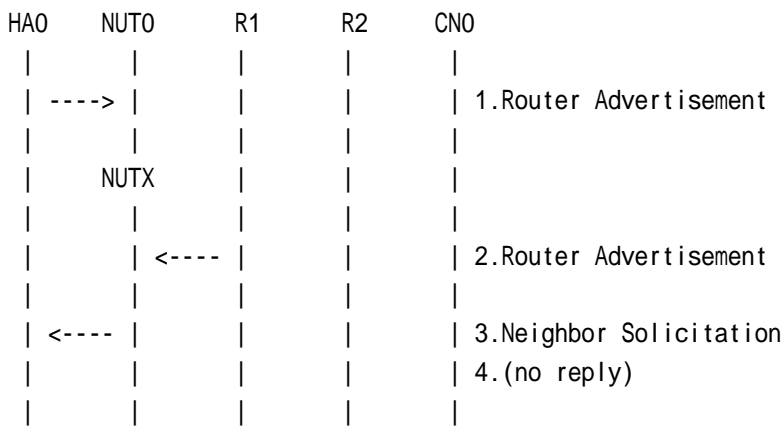 HA0 NUT0 R1 R2 CN0
| | | | |
| ----> | | | | 1.Router Advertisement
| | | | |
| NUTX | | |
| | | | |
| | <---- | | | 2.Router Advertisement
| | | | |
| <---- | | | | 3.Neighbor Solicitation
| | | | | 4.(no reply)
| | | | |